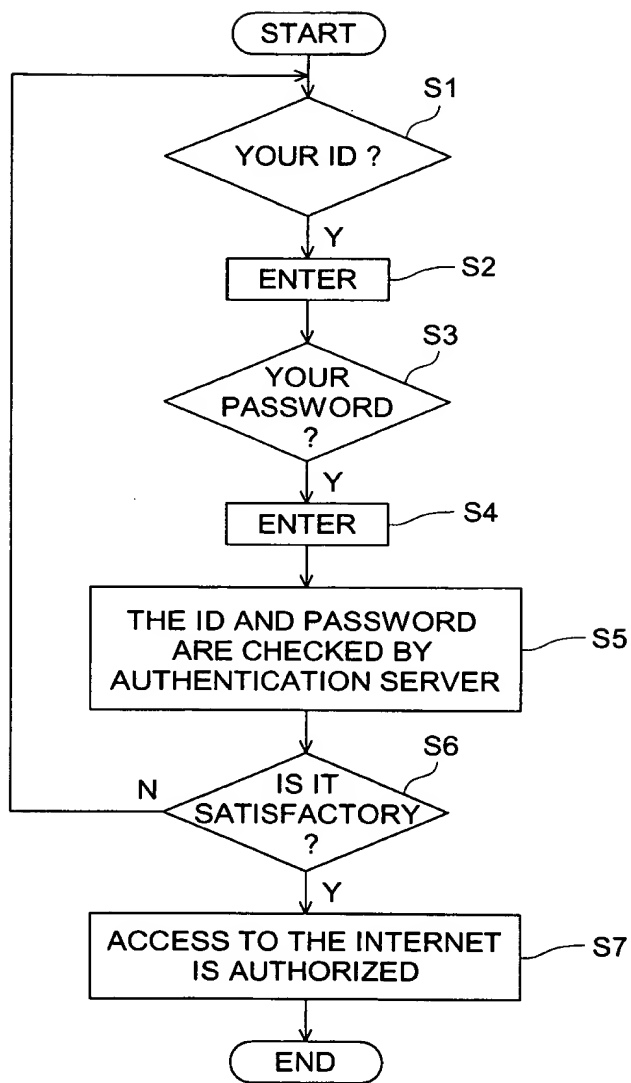 START
S1
YOUR ID ?
Y
ENTER
S2
S3
YOUR
PASSWORD
?
Y
ENTER
S4
THE ID AND PASSWORD
ARE CHECKED BY
AUTHENTICATION SERVER
S5
S6
N
IS IT
SATISFACTORY
?
Y
ACCESS TO THE INTERNET
IS AUTHORIZED
S7
END